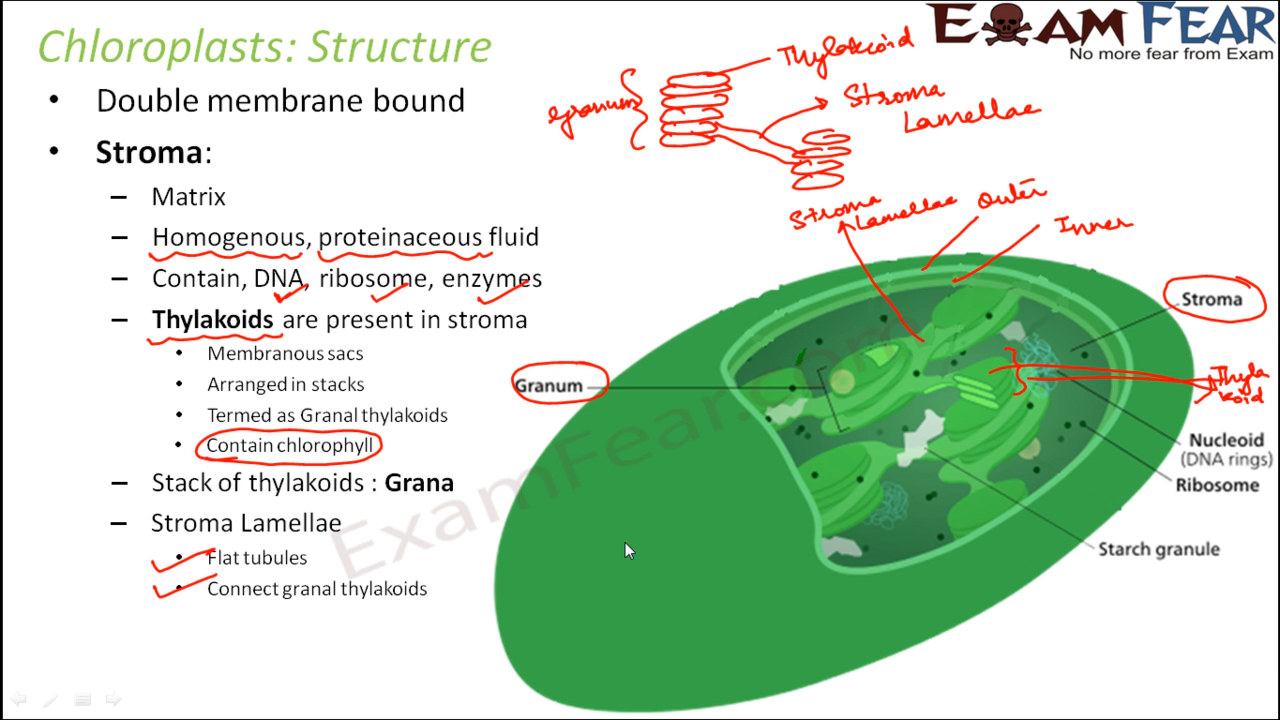 Chloroplasts: Structure
EXAM FEAR
No more fear from Exam
• Double membrane bound
• Stroma:
– Matrix
– Homogenous, proteinaceous fluid
– Contain, DNA, ribosome, enzymes
– Thylakoids are present in stroma
• Membranous sacs
• Arranged in stacks
• Termed as Granal thylakoids
• Contain chlorophyll
– Stack of thylakoids : Grana
– Stroma Lamellae
• Flat tubules
• Connect granal thylakoids
granum
Thylakoid
Stroma
Lamellae
Stroma
Lamellae
Outer
Inner
Stroma
Granum
Thyla
koid
Nucleoid
(DNA rings)
Ribosome
Starch granule
ExamFear.com